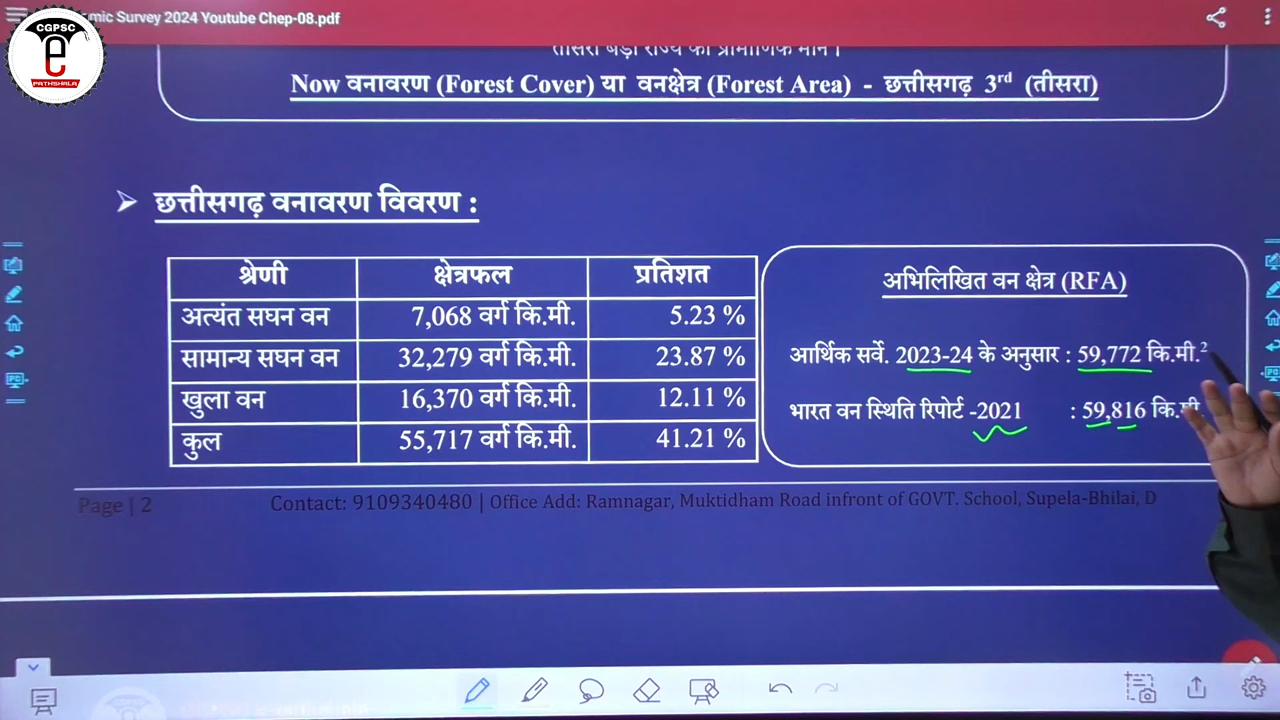 CGPSC
e
PATHSHALA
mic Survey 2024 Youtube Chep-08.pdf
तीसरा बड़ा राज्य को प्रामाणिक माने।
Now वनावरण (Forest Cover) या वनक्षेत्र (Forest Area) - छत्तीसगढ़ 3rd (तीसरा)
➤ छत्तीसगढ़ वनावरण विवरण :
श्रेणी क्षेत्रफल प्रतिशत
अत्यंत सघन वन 7,068 वर्ग कि.मी. 5.23 %
सामान्य सघन वन 32,279 वर्ग कि.मी. 23.87 %
खुला वन 16,370 वर्ग कि.मी. 12.11 %
कुल 55,717 वर्ग कि.मी. 41.21 %
अभिलिखित वन क्षेत्र (RFA)
आर्थिक सर्वे. 2023-24 के अनुसार : 59,772 कि.मी.2
भारत वन स्थिति रिपोर्ट -2021 : 59,816 कि.मी
Page | 2
Contact: 9109340480 | Office Add: Ramnagar, Muktidham Road infront of GOVT. School, Supela-Bhilai, D